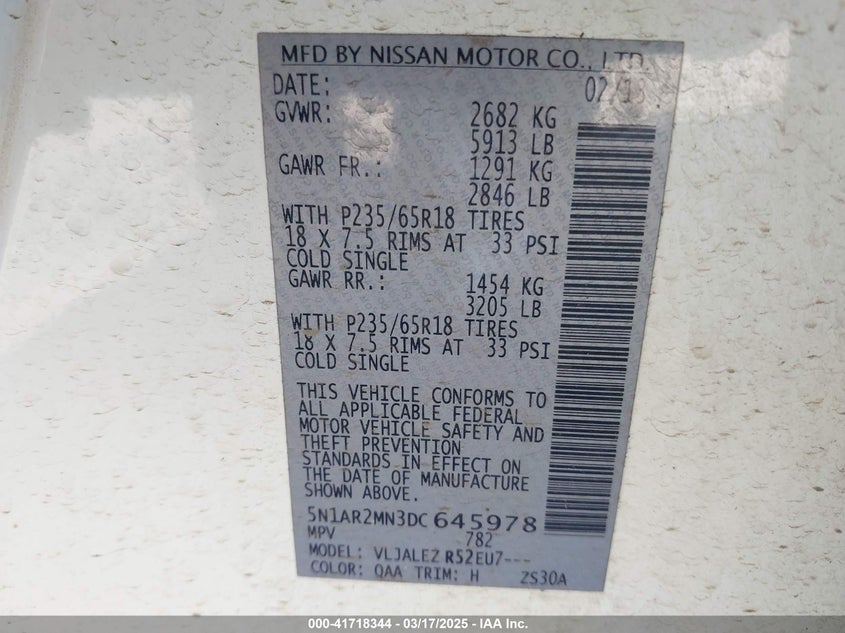 MFD BY NISSAN MOTOR CO., LTD.
DATE: 02/13
GVWR: 2682 KG
5913 LB
GAWR FR.: 1291 KG
2846 LB
WITH P235/65R18 TIRES
18 X 7.5 RIMS AT 33 PSI
COLD SINGLE
GAWR RR.: 1454 KG
3205 LB
WITH P235/65R18 TIRES
18 X 7.5 RIMS AT 33 PSI
COLD SINGLE
THIS VEHICLE CONFORMS TO
ALL APPLICABLE FEDERAL
MOTOR VEHICLE SAFETY AND
THEFT PREVENTION
STANDARDS IN EFFECT ON
THE DATE OF MANUFACTURE
SHOWN ABOVE.
5N1AR2MN3DC645978
MPV 782
MODEL: VLJALEZ R52EU7---
COLOR: QAA TRIM: H ZS30A
000-41718344 - 03/17/2025 - IAA Inc.